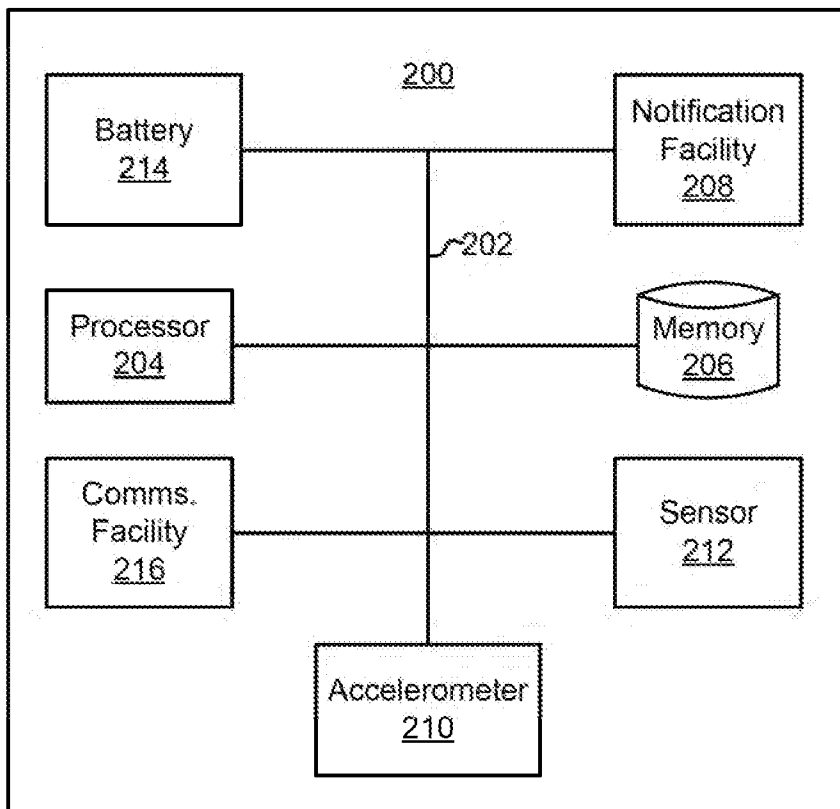 200
Battery
214
Notification
Facility
208
202
Processor
204
Memory
206
Comms.
Facility
216
Sensor
212
Accelerometer
210